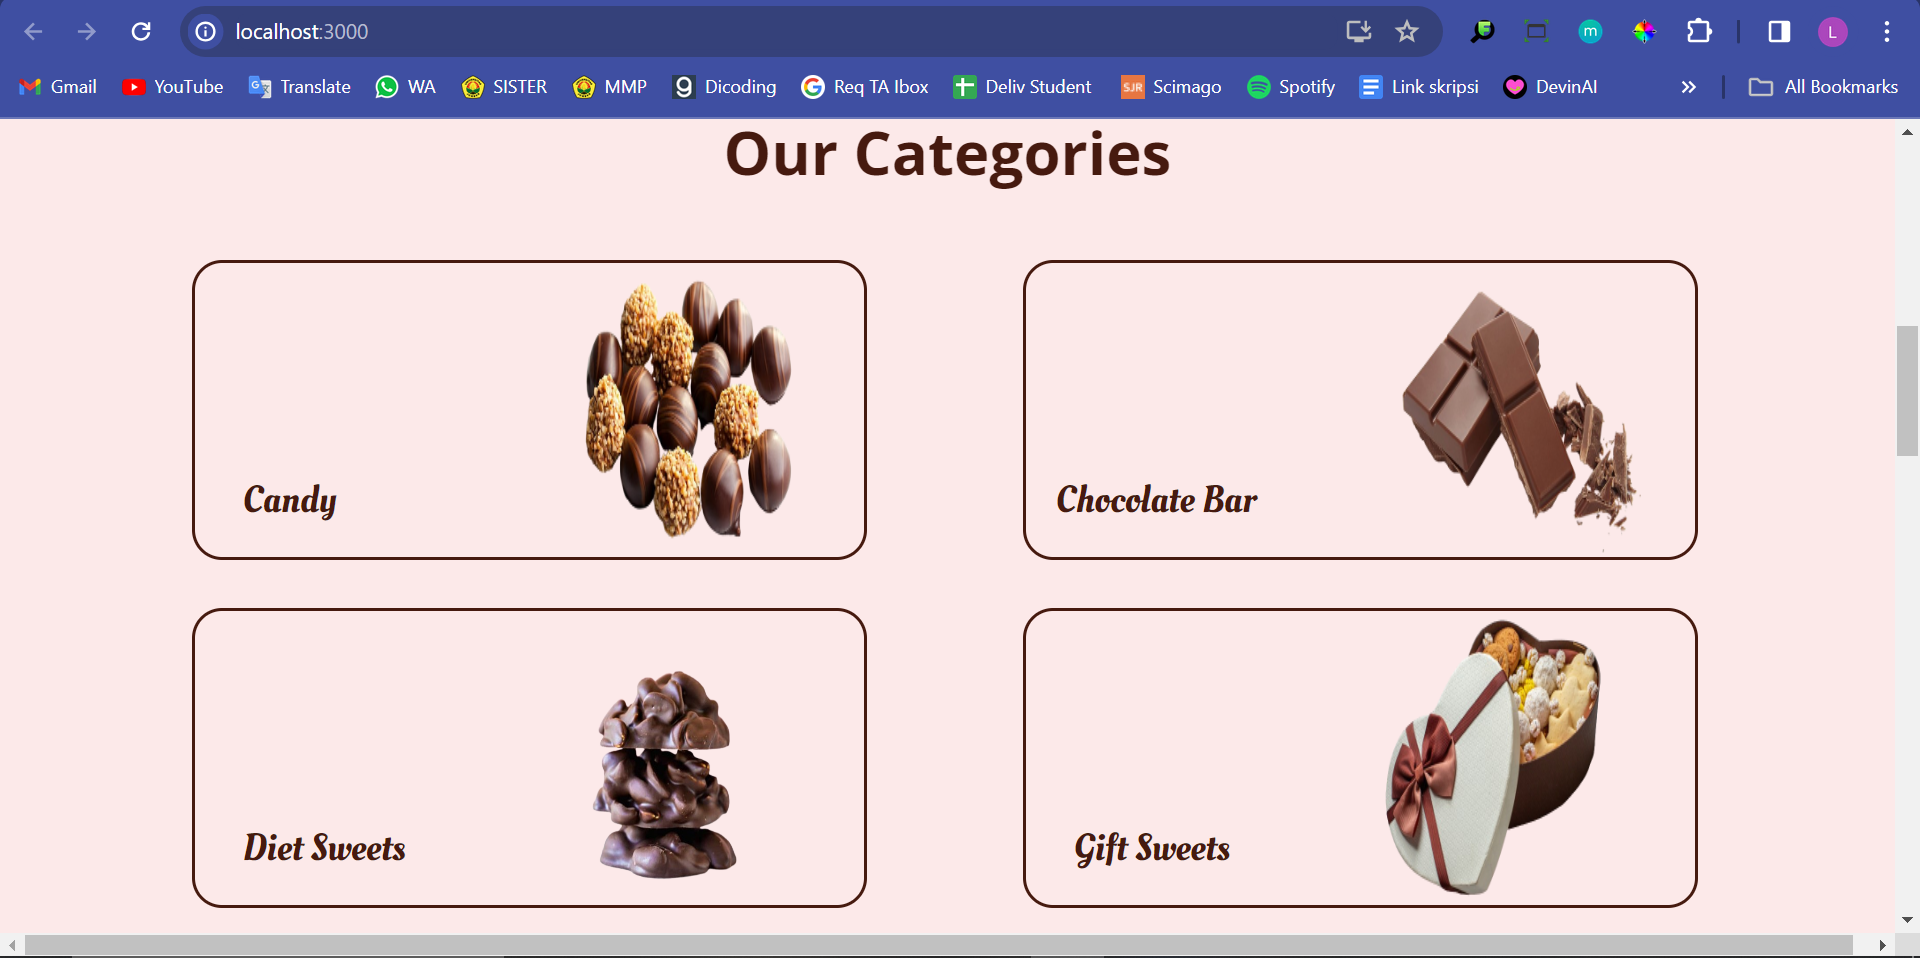 localhost:3000
m
L
Gmail YouTube Translate WA SISTER MMP Dicoding Req TA Ibox Deliv Student SJR Scimago Spotify Link skripsi DevinAI » All Bookmarks
Our Categories
Candy
Chocolate Bar
Diet Sweets
Gift Sweets